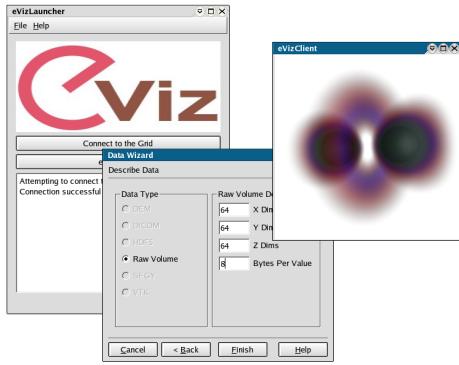 eVizLauncher
File Help
eViz
Connect to the Grid
Attempting to connect
Connection successful
Data Wizard
Describe Data
Data Type
DEM
DICOM
HDF5
Raw Volume
SEGY
VTK
Raw Volume
64 X Dim
64 Y Dim
64 Z Dims
8 Bytes Per Value
Cancel
< Back
Finish
Help
eVizClient